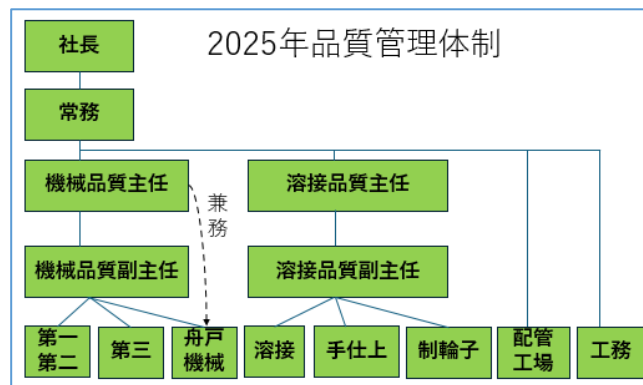 2025年品質管理体制
社長
常務
機械品質主任
溶接品質主任
兼務
機械品質副主任
溶接品質副主任
第一
第二
第三
舟戸
機械
溶接
手仕上
制輪子
配管
工場
工務